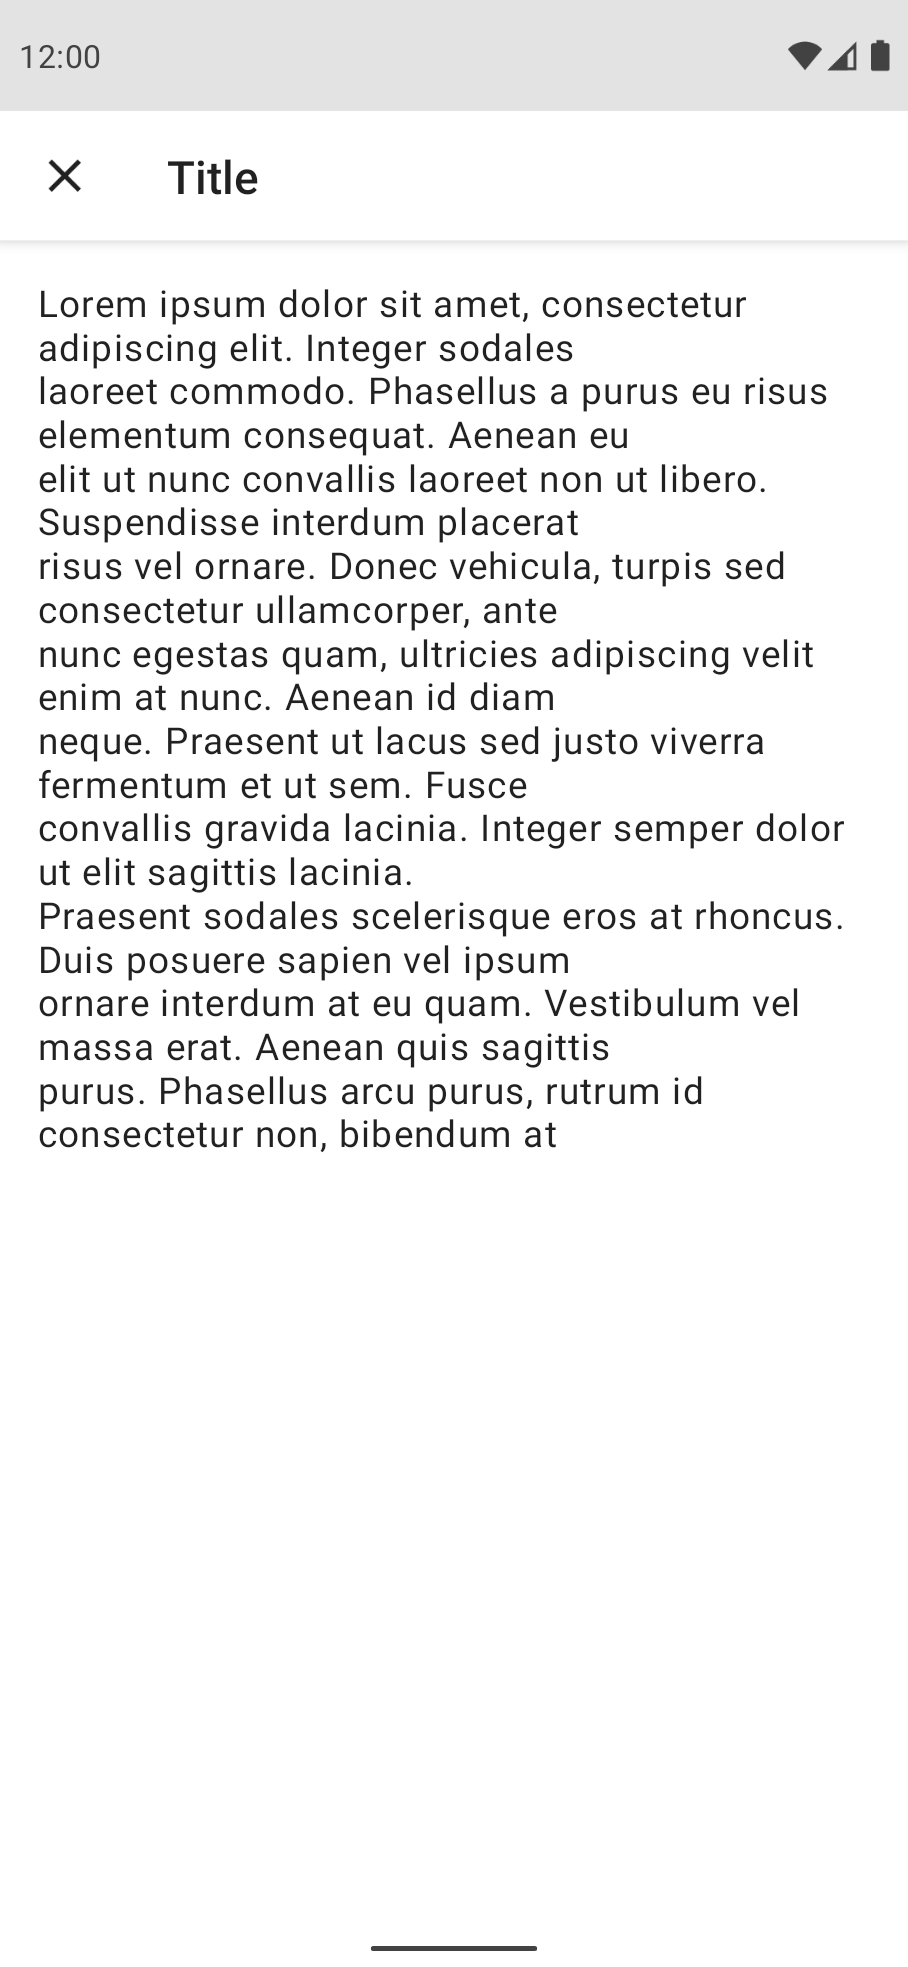 12:00
Title
Lorem ipsum dolor sit amet, consectetur
adipiscing elit. Integer sodales
laoreet commodo. Phasellus a purus eu risus
elementum consequat. Aenean eu
elit ut nunc convallis laoreet non ut libero.
Suspendisse interdum placerat
risus vel ornare. Donec vehicula, turpis sed
consectetur ullamcorper, ante
nunc egestas quam, ultricies adipiscing velit
enim at nunc. Aenean id diam
neque. Praesent ut lacus sed justo viverra
fermentum et ut sem. Fusce
convallis gravida lacinia. Integer semper dolor
ut elit sagittis lacinia.
Praesent sodales scelerisque eros at rhoncus.
Duis posuere sapien vel ipsum
ornare interdum at eu quam. Vestibulum vel
massa erat. Aenean quis sagittis
purus. Phasellus arcu purus, rutrum id
consectetur non, bibendum at